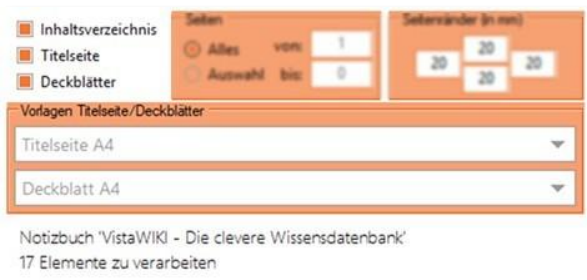 Inhaltsverzeichnis
Titelseite
Deckblätter
Seiten
Alles von: 1
Auswahl bis: 0
Seitenränder (in mm)
20
20 20
20
Vorlagen Titelseite/Deckblätter
Titelseite A4
Deckblatt A4
Notizbuch 'VistaWIKI - Die clevere Wissensdatenbank'
17 Elemente zu verarbeiten